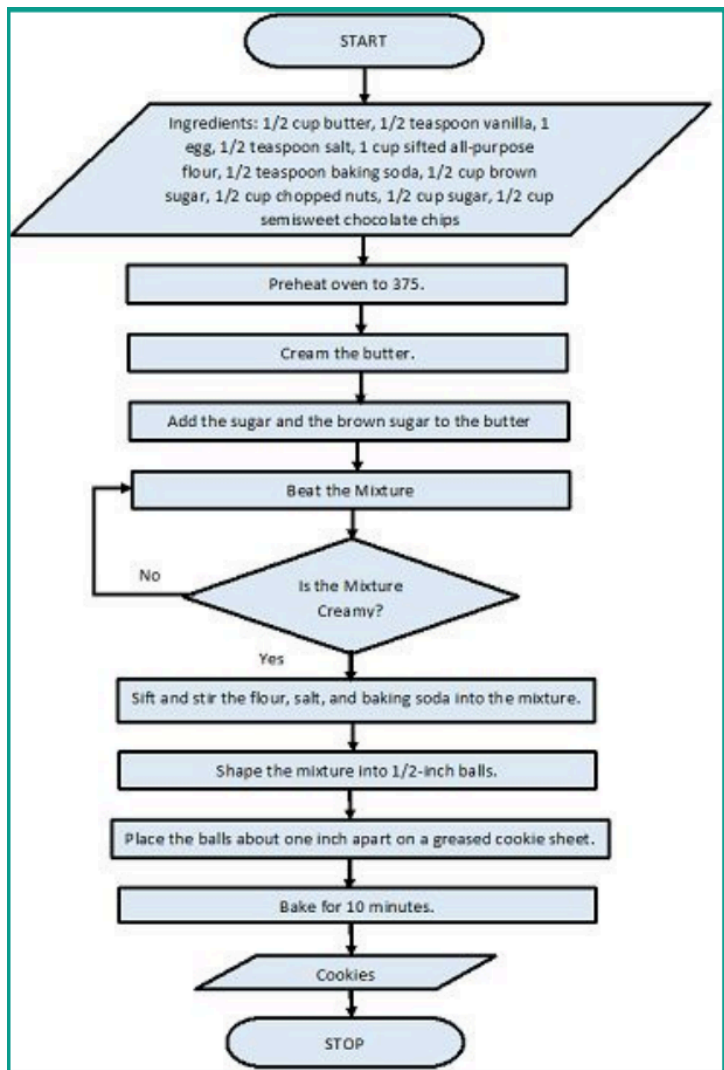 START
Ingredients: 1/2 cup butter, 1/2 teaspoon vanilla, 1
egg, 1/2 teaspoon salt, 1 cup sifted all-purpose
flour, 1/2 teaspoon baking soda, 1/2 cup brown
sugar, 1/2 cup chopped nuts, 1/2 cup sugar, 1/2 cup
semisweet chocolate chips
Preheat oven to 375.
Cream the butter.
Add the sugar and the brown sugar to the butter
Beat the Mixture
No
Is the Mixture
Creamy?
Yes
Sift and stir the flour, salt, and baking soda into the mixture.
Shape the mixture into 1/2-inch balls.
Place the balls about one inch apart on a greased cookie sheet.
Bake for 10 minutes.
Cookies
STOP